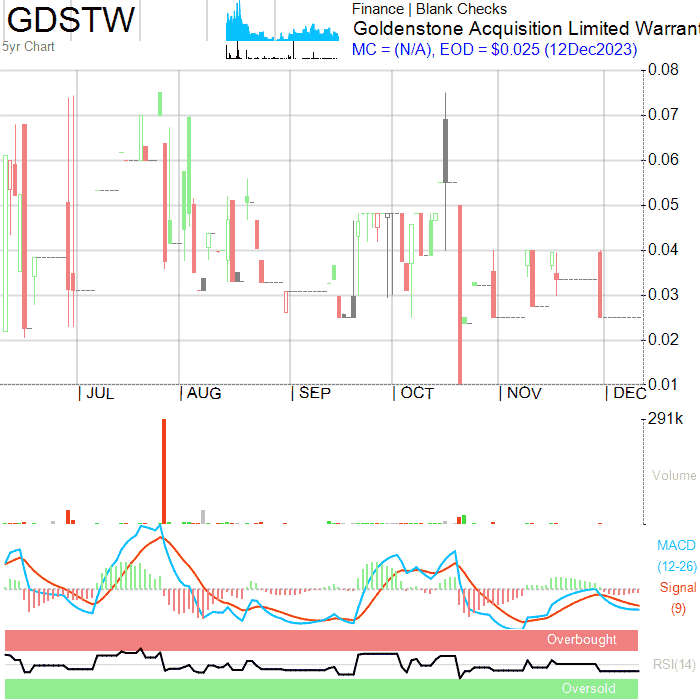 GDSTW
5yr Chart
Finance | Blank Checks
Goldenstone Acquisition Limited Warrant
MC = (N/A), EOD = $0.025 (12Dec2023)
0.08
0.07
0.06
0.05
0.04
0.03
0.02
0.01
| JUL | AUG | SEP | OCT | NOV | DEC
291k
Volume
MACD
(12-26)
Signal
(9)
Overbought
RSI(14)
Oversold